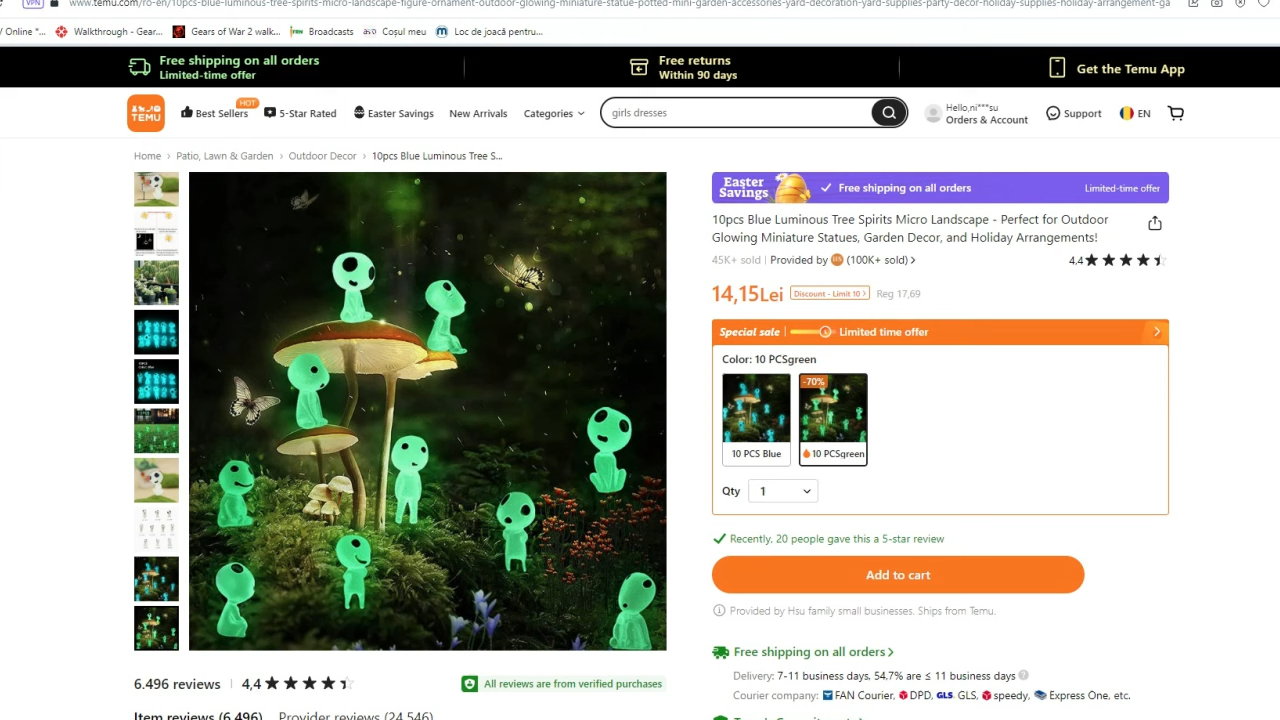 VPN
www.temu.com/ro-en/10pcs-blue-luminous-tree-spirits-micro-landscape-figure-ornament-outdoor-glowing-miniature-statue-potted-mini-garden-accessories-yard-decoration-yard-supplies-party-decor-holiday-supplies-holiday-arrangement-ga
/ Online "...
Walkthrough - Gear...
Gears of War 2 walk...
Broadcasts
Coșul meu
Loc de joacă pentru...
Free shipping on all orders
Limited-time offer
Free returns
Within 90 days
Get the Temu App
TEMU
Best Sellers
HOT
5-Star Rated
Easter Savings
New Arrivals
Categories
girls dresses
Hello,ni***su
Orders & Account
Support
EN
Home > Patio, Lawn & Garden > Outdoor Decor > 10pcs Blue Luminous Tree S...
Easter Savings
Free shipping on all orders
Limited-time offer
10pcs Blue Luminous Tree Spirits Micro Landscape - Perfect for Outdoor
Glowing Miniature Statues, Garden Decor, and Holiday Arrangements!
45K+ sold | Provided by (100K+ sold) >
4.4
14,15Lei
Discount - Limit 10 >
Reg 17,69
Special sale | Limited time offer
Color: 10 PCSgreen
-70%
10 PCS Blue
10 PCSgreen
Qty 1
Recently, 20 people gave this a 5-star review
Add to cart
Provided by Hsu family small businesses. Ships from Temu.
Free shipping on all orders >
Delivery: 7-11 business days, 54.7% are ≤ 11 business days
Courier company: FAN Courier, DPD, GLS GLS, speedy, Express One, etc.
6.496 reviews | 4,4
All reviews are from verified purchases
Item reviews (6.496)
Provider reviews (24.546)